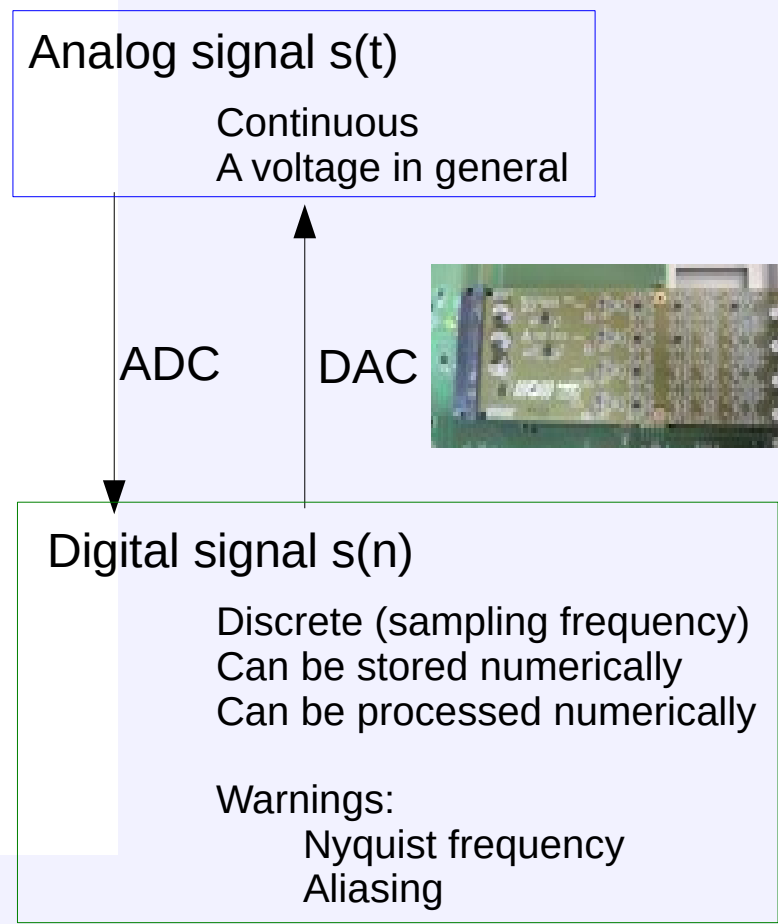 Analog signal s(t)
Continuous
A voltage in general
ADC
DAC
Digital signal s(n)
Discrete (sampling frequency)
Can be stored numerically
Can be processed numerically
Warnings:
Nyquist frequency
Aliasing